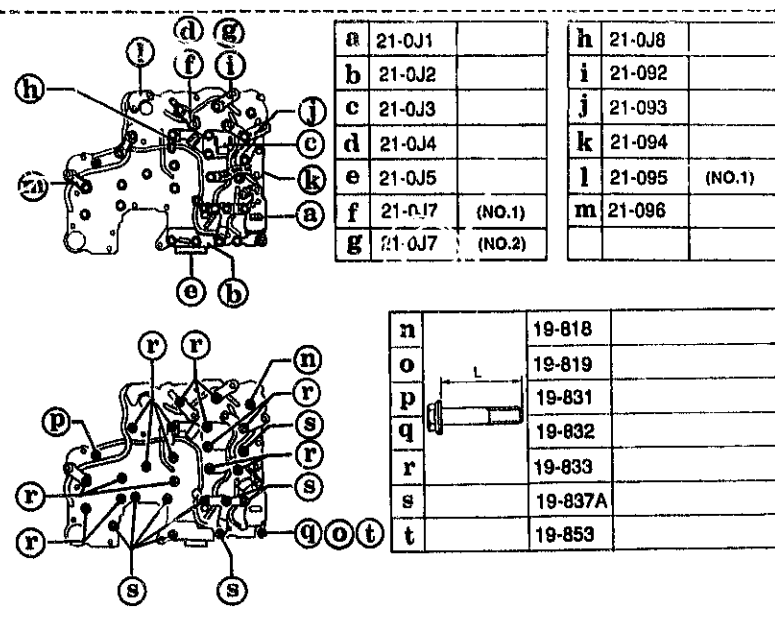 d g
l f i
h
j
c
m
k
a
e b
a 21-0J1
b 21-0J2
c 21-0J3
d 21-0J4
e 21-0J5
f 21-0J7 (NO.1)
g 21-0J7 (NO.2)
h 21-0J8
i 21-092
j 21-093
k 21-094
l 21-095 (NO.1)
m 21-096
r r
n
r
p
s
r
r
s
r
q o t
s s
n 19-818
o 19-819
L
p 19-831
q 19-832
r 19-833
s 19-837A
t 19-853